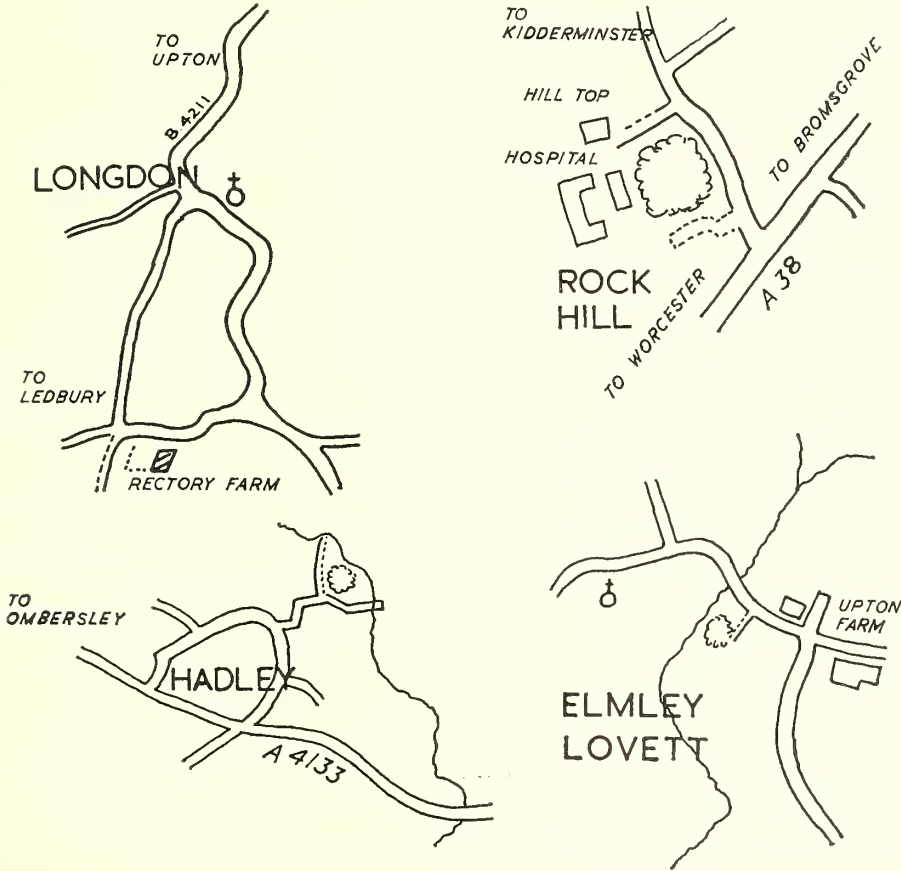 TO
UPTON
B 4211
LONGDON
TO
LEDBURY
RECTORY FARM
TO
KIDDERMINSTER
HILL TOP
HOSPITAL
TO BROMSGROVE
ROCK
HILL
TO WORCESTER
A 38
TO
OMBERSLEY
HADLEY
A 4133
UPTON
FARM
ELMLEY
LOVETT